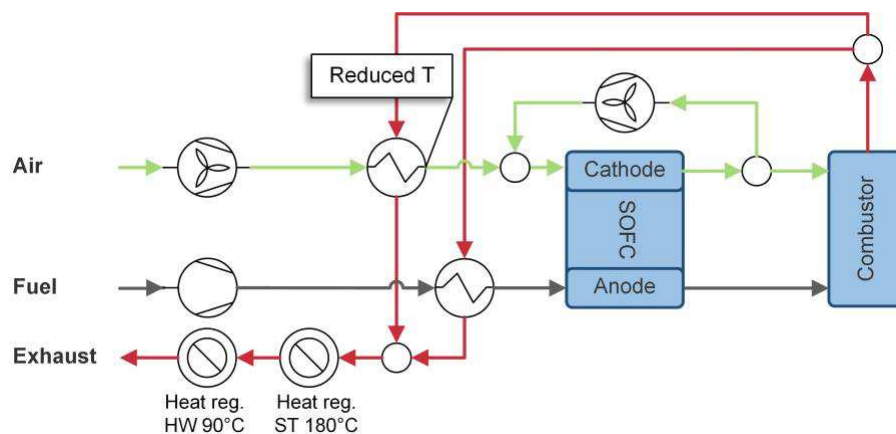 Reduced T
Air
Cathode
SOFC
Combustor
Fuel
Anode
Exhaust
Heat reg.
HW 90°C
Heat reg.
ST 180°C